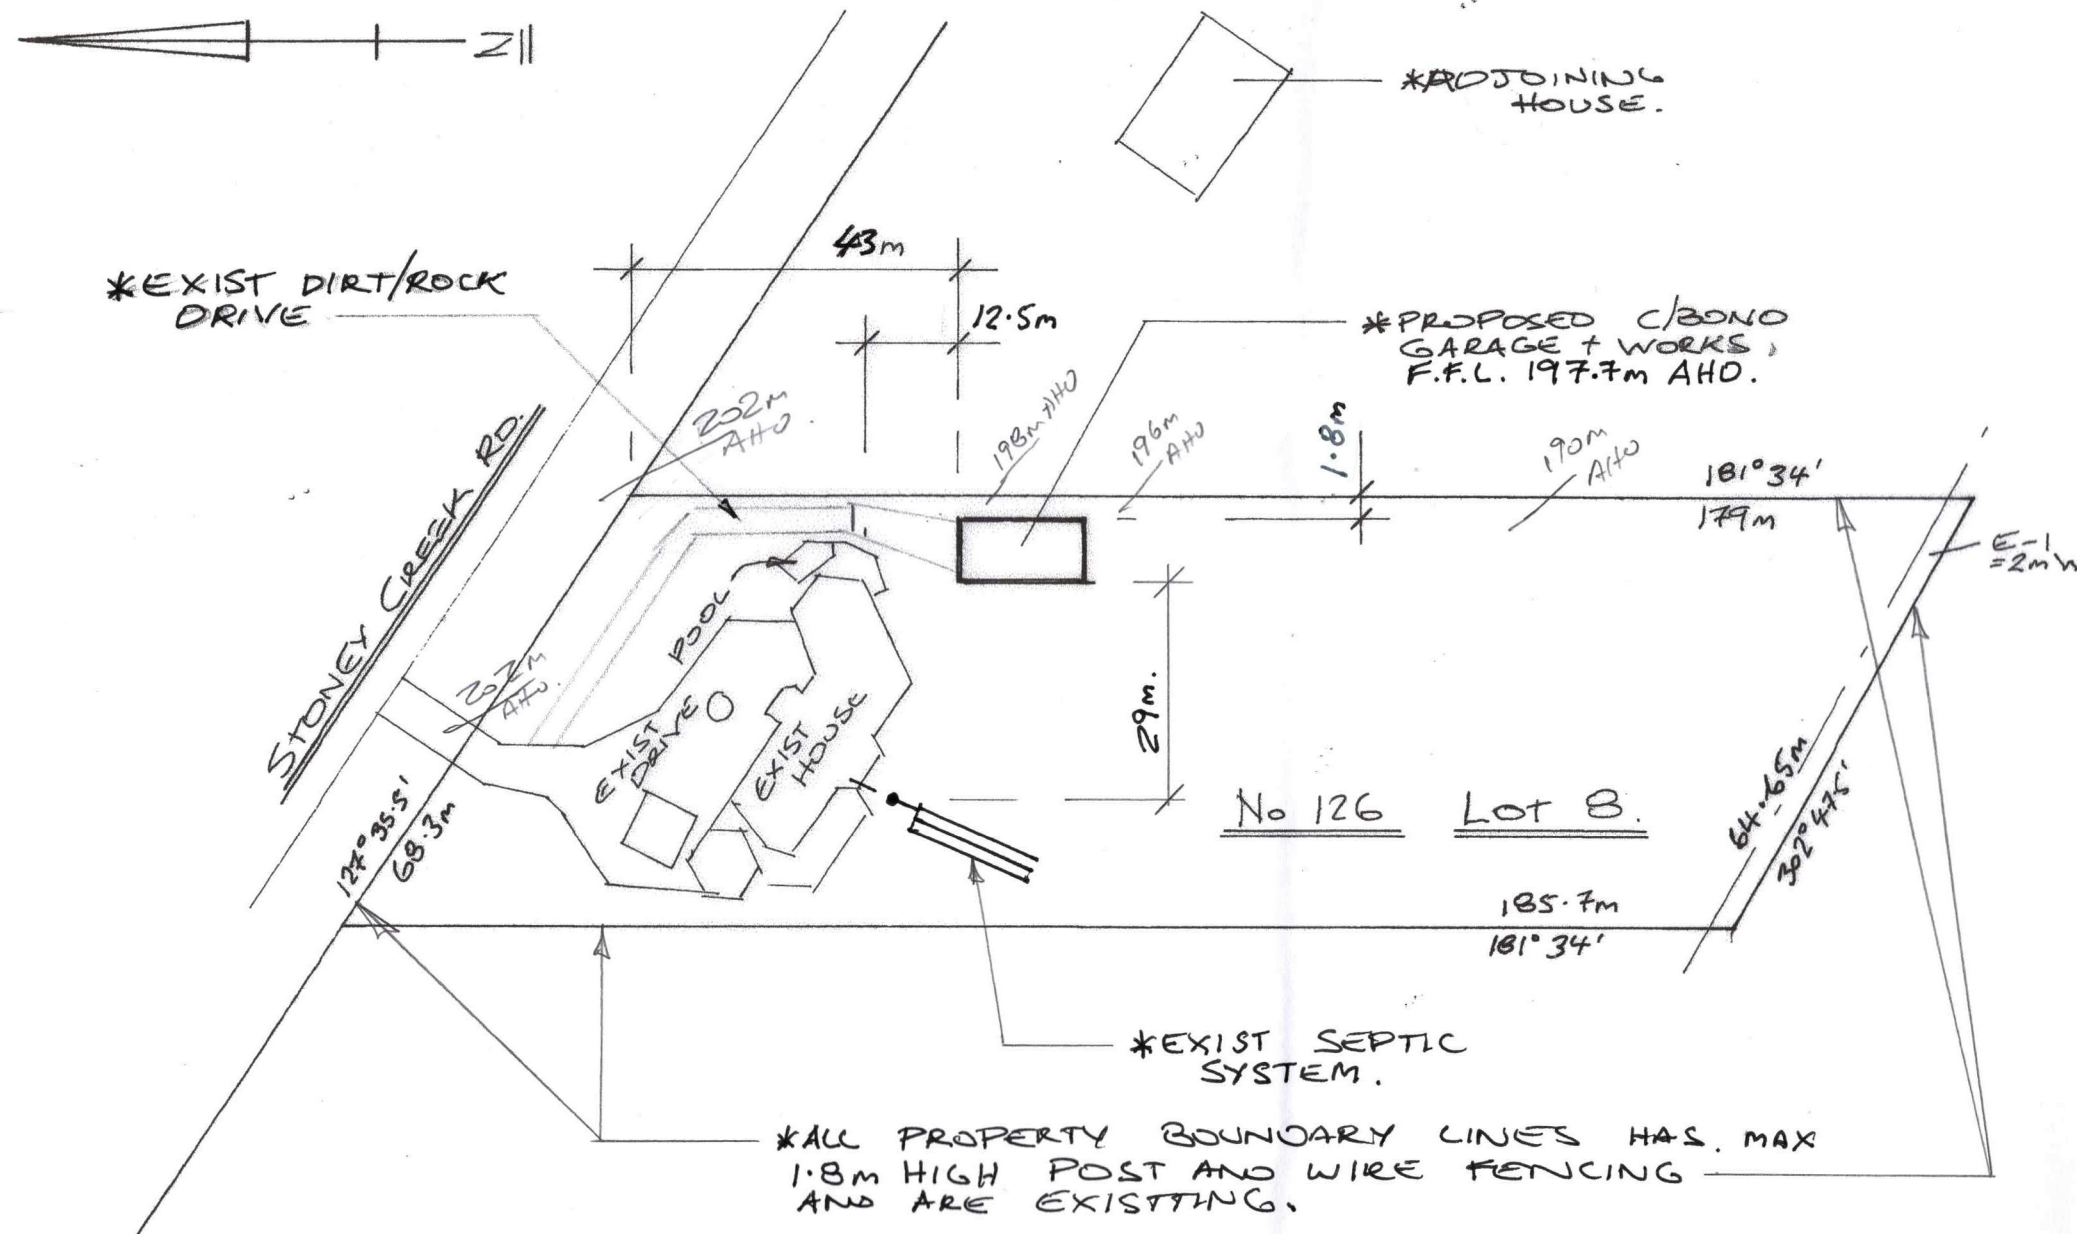 N
*ADJOINING
HOUSE.
43m
*EXIST DIRT/ROCK
DRIVE
12.5m
*PROPOSED C/BOND
GARAGE + WORKS.
F.F.L. 197.7m AHD.
202m
AHD.
198m AHD
196m
AHD
1.8m
190m
AHD
181°34'
179m
E-1
=2m W
STONEY CREEK RD.
POOL
202m
AHD.
EXIST
DRIVE
EXIST
HOUSE
29m.
No 126 LOT 8.
64.65m
302°47.5'
127°35.5'
68.3m
185.7m
181°34'
*EXIST SEPTIC
SYSTEM.
*ALL PROPERTY BOUNDARY LINES HAS. MAX
1.8m HIGH POST AND WIRE FENCING
AND ARE EXISTTING.